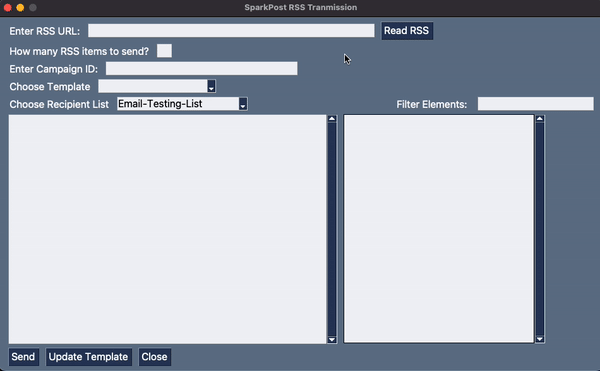 SparkPost RSS Tranmission
Enter RSS URL: Read RSS
How many RSS items to send?
Enter Campaign ID:
Choose Template
Choose Recipient List Email-Testing-List Filter Elements:
Send Update Template Close